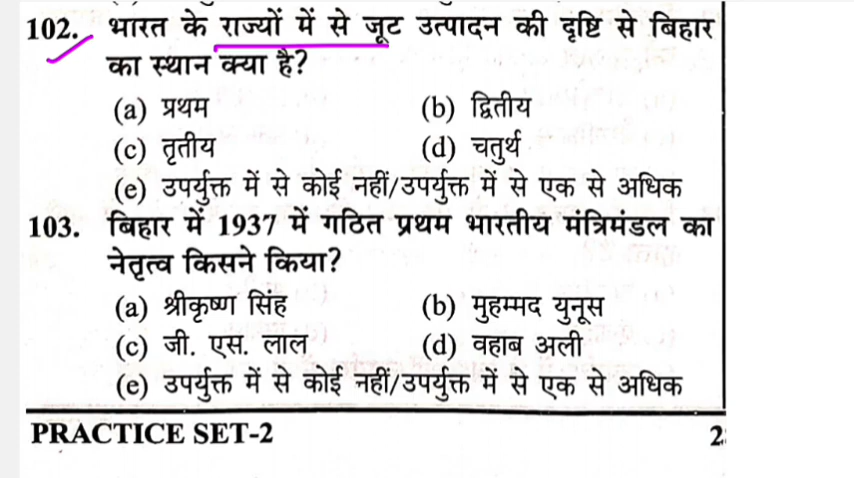 102. भारत के राज्यों में से जूट उत्पादन की दृष्टि से बिहार
का स्थान क्या है?
(a) प्रथम (b) द्वितीय
(c) तृतीय (d) चतुर्थ
(e) उपर्युक्त में से कोई नहीं/उपर्युक्त में से एक से अधिक
103. बिहार में 1937 में गठित प्रथम भारतीय मंत्रिमंडल का
नेतृत्व किसने किया?
(a) श्रीकृष्ण सिंह (b) मुहम्मद युनूस
(c) जी. एस. लाल (d) वहाब अली
(e) उपर्युक्त में से कोई नहीं/उपर्युक्त में से एक से अधिक
PRACTICE SET-2